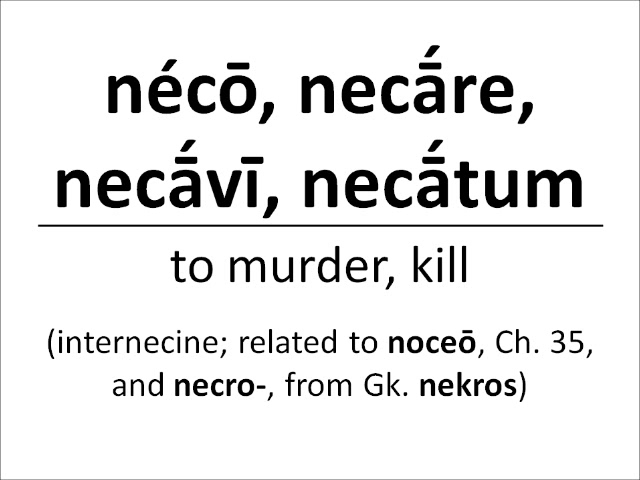 nécō, necā́re,
necā́vī, necā́tum
to murder, kill
(internecine; related to noceō, Ch. 35,
and necro-, from Gk. nekros)